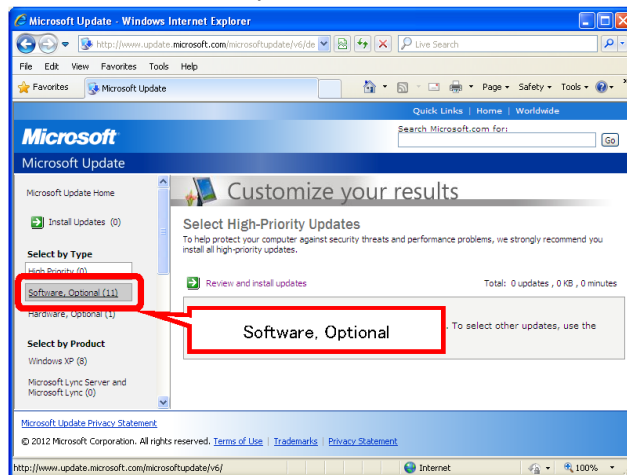 Microsoft Update - Windows Internet Explorer
http://www.update.microsoft.com/microsoftupdate/v6/de
Live Search
File Edit View Favorites Tools Help
Favorites Microsoft Update Page Safety Tools
Quick Links | Home | Worldwide
Search Microsoft.com for:
Go
Microsoft
Microsoft Update
Microsoft Update Home
Install Updates (0)
Select by Type
High Priority (0)
Software, Optional (11)
Hardware, Optional (1)
Select by Product
Windows XP (8)
Microsoft Lync Server and
Microsoft Lync (0)
Customize your results
Select High-Priority Updates
To help protect your computer against security threats and performance problems, we strongly recommend you
install all high-priority updates.
Review and install updates Total: 0 updates , 0 KB , 0 minutes
. To select other updates, use the
Software, Optional
Microsoft Update Privacy Statement
© 2012 Microsoft Corporation. All rights reserved. Terms of Use | Trademarks | Privacy Statement
http://www.update.microsoft.com/microsoftupdate/v6/ Internet 100%